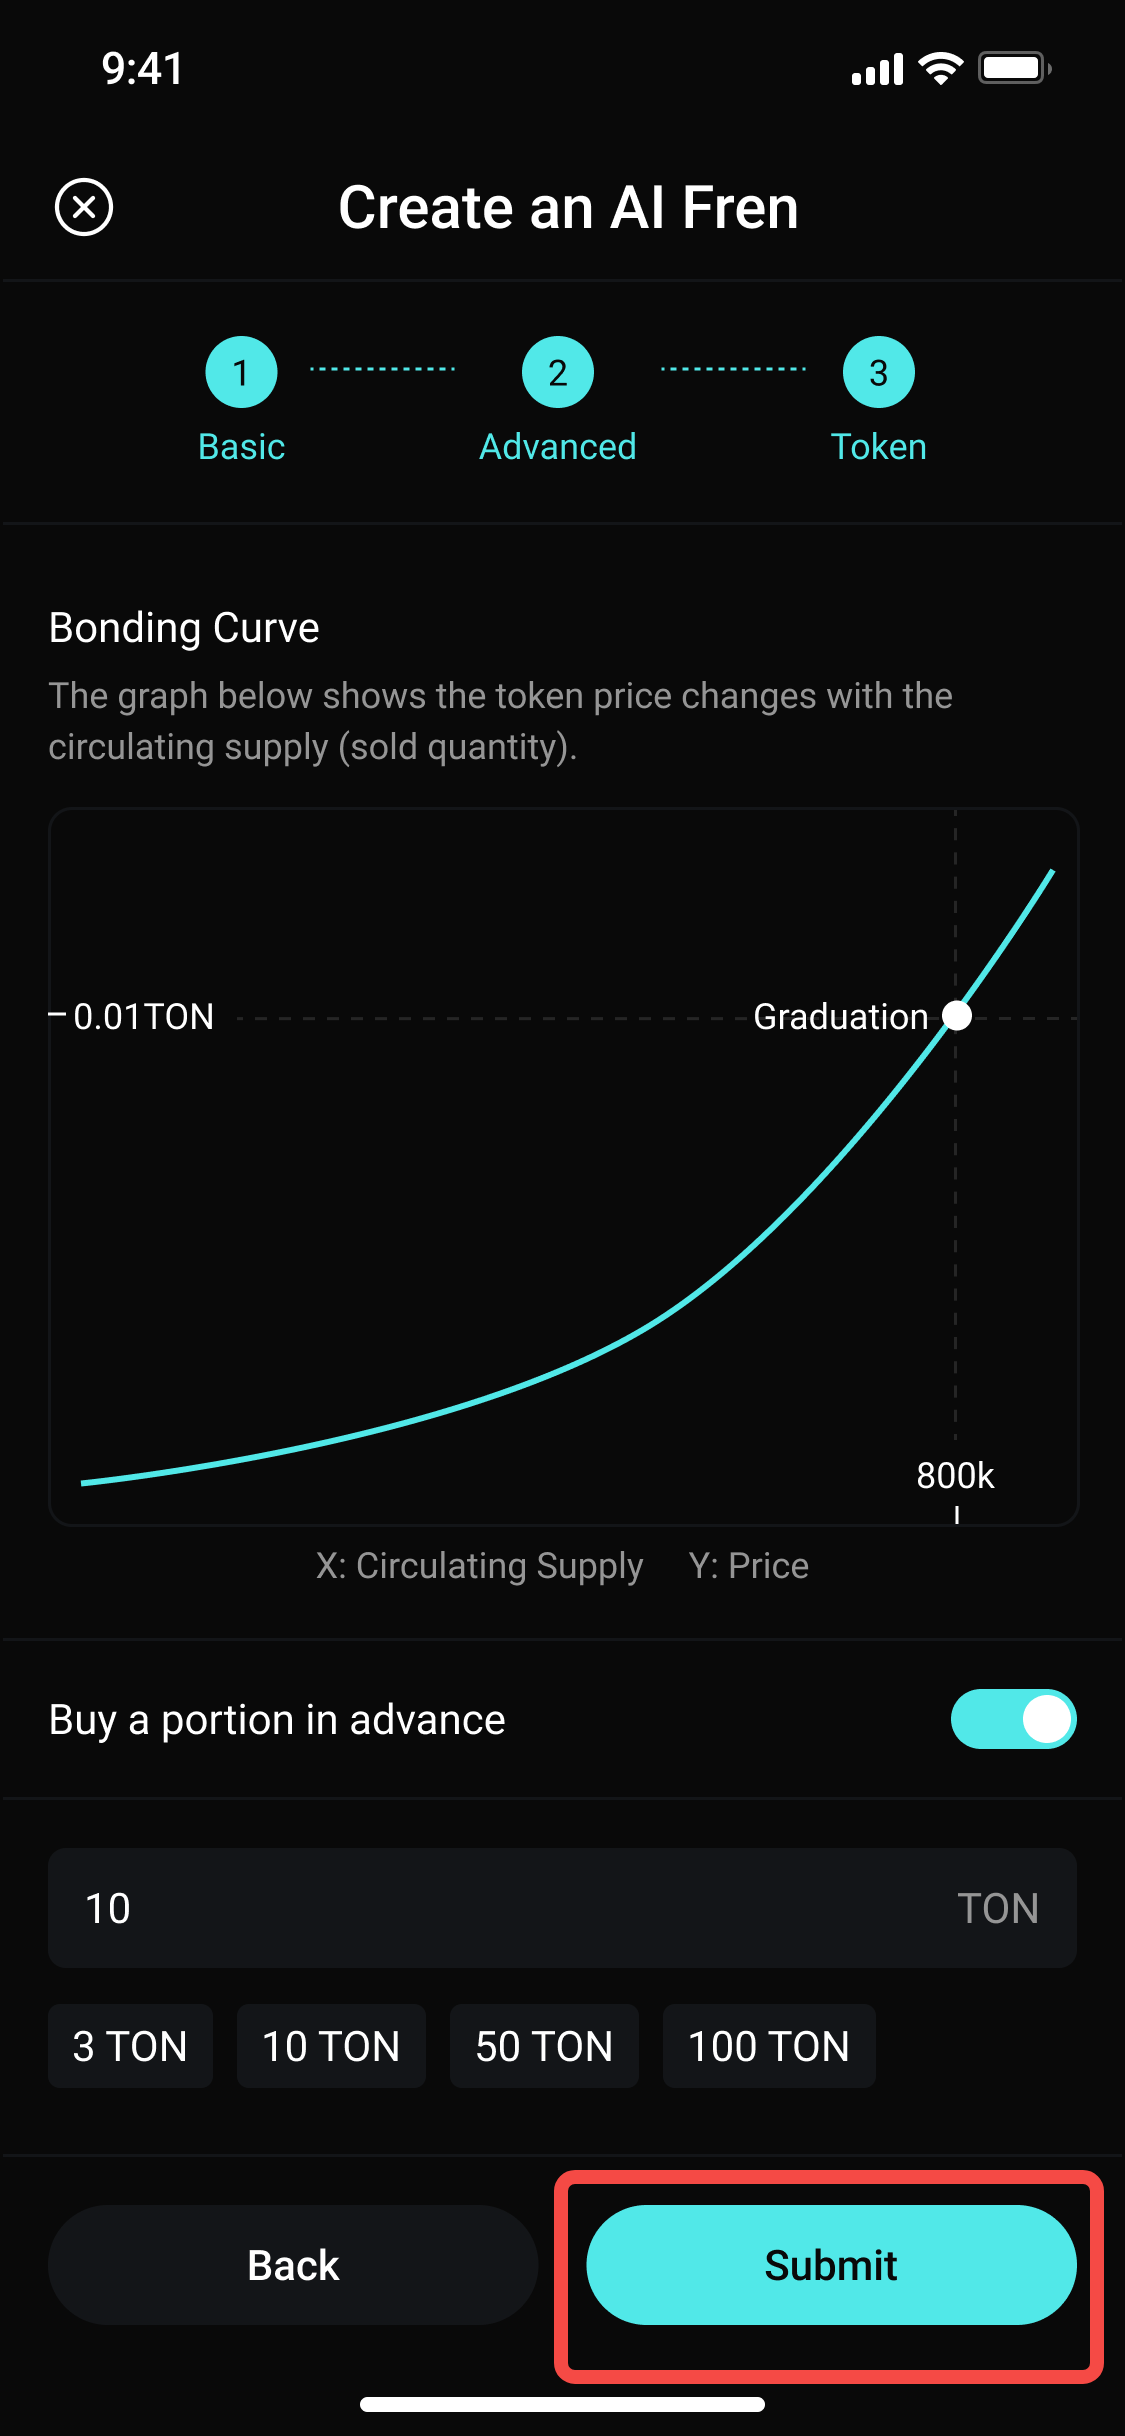 9:41
Create an AI Fren
1
2
3
Basic
Advanced
Token
Bonding Curve
The graph below shows the token price changes with the
circulating supply (sold quantity).
0.01TON
Graduation
800k
X: Circulating Supply Y: Price
Buy a portion in advance
10 TON
3 TON
10 TON
50 TON
100 TON
Back
Submit